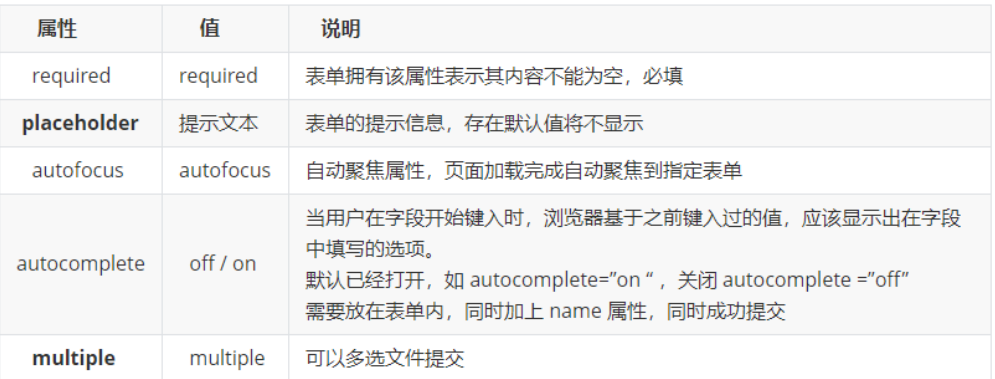 属性 值 说明
required required 表单拥有该属性表示其内容不能为空，必填
placeholder 提示文本 表单的提示信息，存在默认值将不显示
autofocus autofocus 自动聚焦属性，页面加载完成自动聚焦到指定表单
autocomplete off / on 当用户在字段开始键入时，浏览器基于之前键入过的值，应该显示出在字段
中填写的选项。
默认已经打开，如 autocomplete=”on “ ，关闭 autocomplete =”off”
需要放在表单内，同时加上 name 属性，同时成功提交
multiple multiple 可以多选文件提交